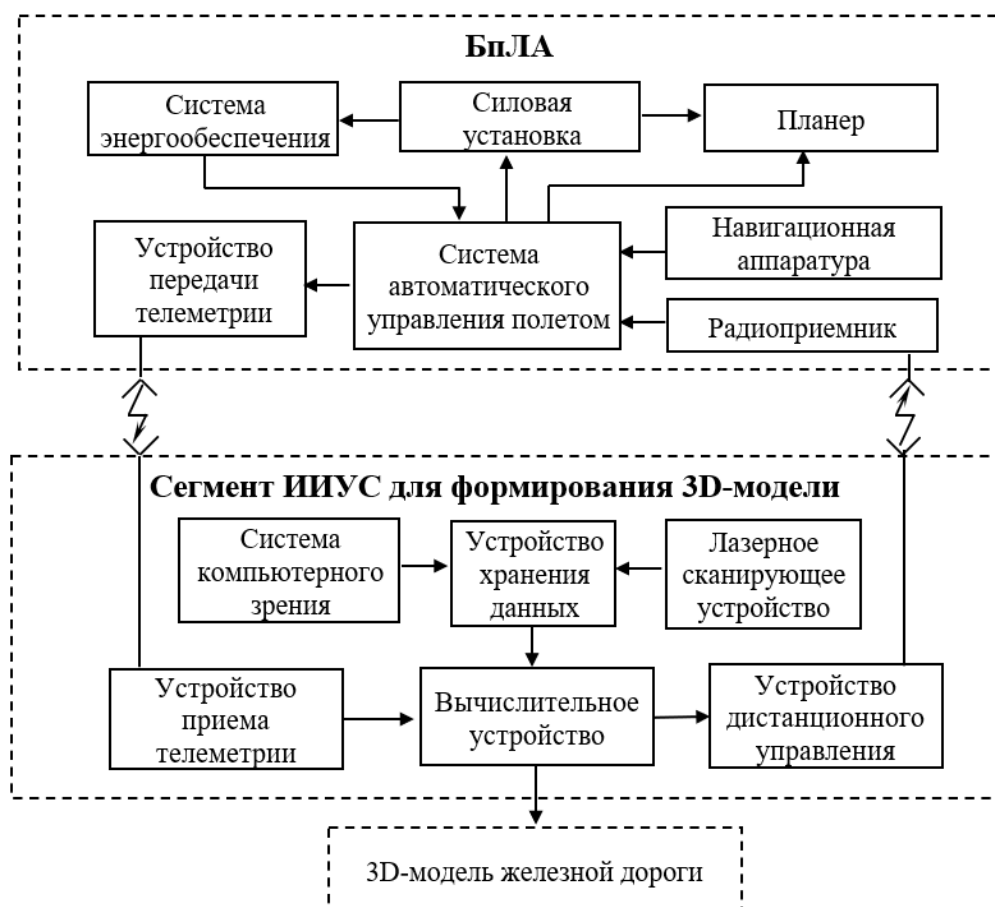 БпЛА
Система
энергообеспечения
Силовая
установка
Планер
Устройство
передачи
телеметрии
Система
автоматического
управления полетом
Навигационная
аппаратура
Радиоприемник
Сегмент ИИУС для формирования 3D-модели
Система
компьютерного
зрения
Устройство
хранения
данных
Лазерное
сканирующее
устройство
Устройство
приема
телеметрии
Вычислительное
устройство
Устройство
дистанционного
управления
3D-модель железной дороги